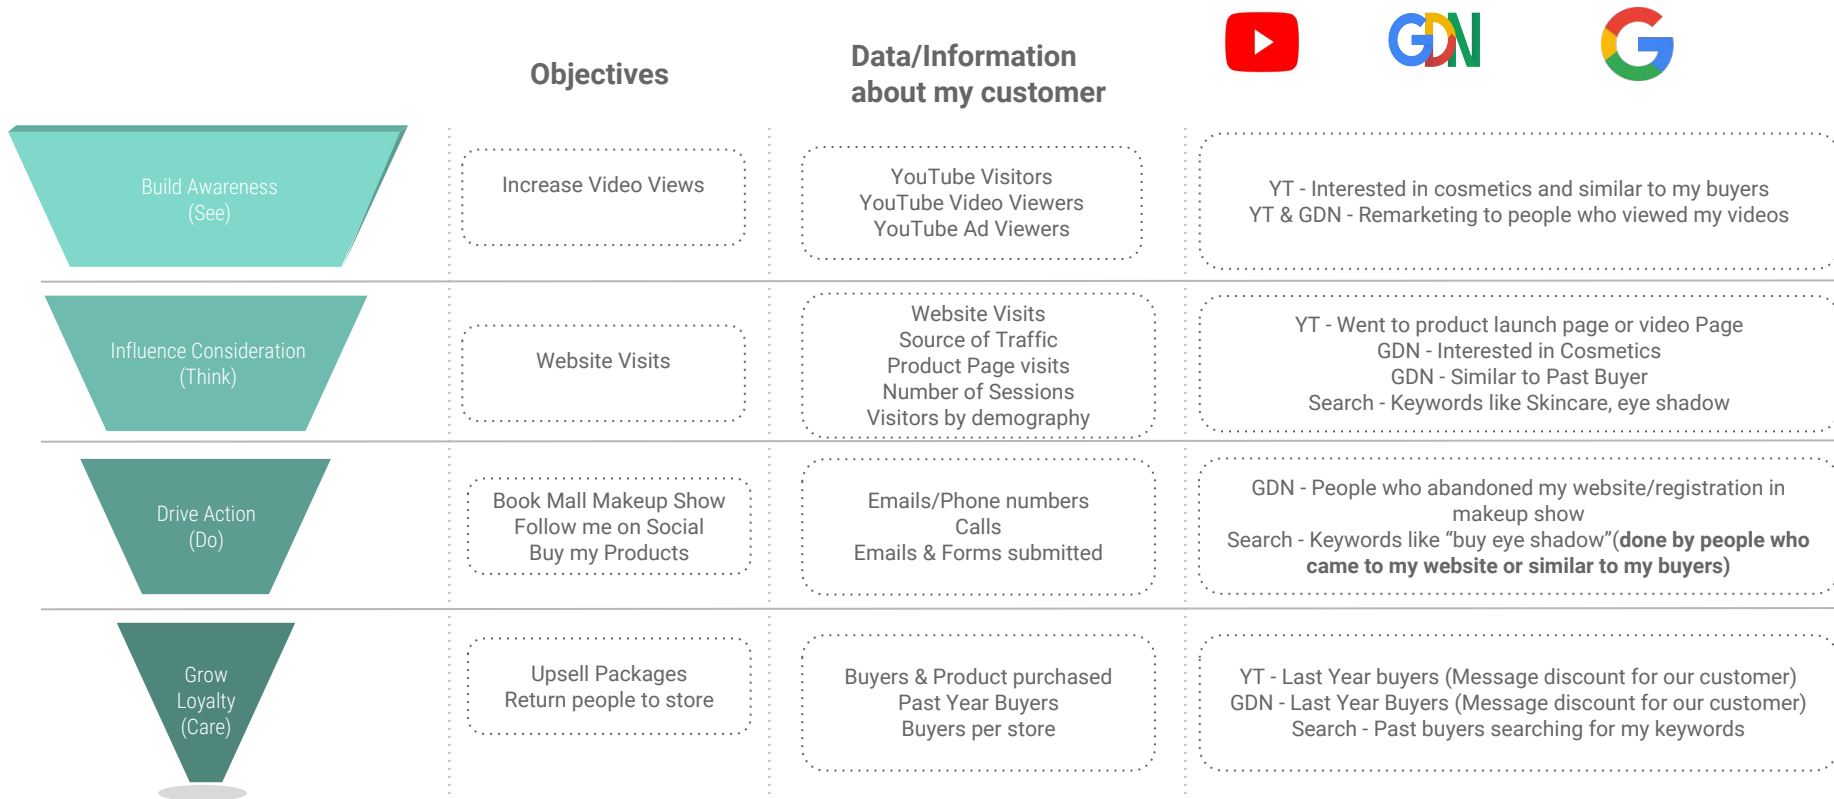 Objectives
Data/Information
about my customer
GDN
G
Build Awareness
(See)
Increase Video Views
YouTube Visitors
YouTube Video Viewers
YouTube Ad Viewers
YT - Interested in cosmetics and similar to my buyers
YT & GDN - Remarketing to people who viewed my videos
Influence Consideration
(Think)
Website Visits
Website Visits
Source of Traffic
Product Page visits
Number of Sessions
Visitors by demography
YT - Went to product launch page or video Page
GDN - Interested in Cosmetics
GDN - Similar to Past Buyer
Search - Keywords like Skincare, eye shadow
Drive Action
(Do)
Book Mall Makeup Show
Follow me on Social
Buy my Products
Emails/Phone numbers
Calls
Emails & Forms submitted
GDN - People who abandoned my website/registration in
makeup show
Search - Keywords like “buy eye shadow”(done by people who
came to my website or similar to my buyers)
Grow
Loyalty
(Care)
Upsell Packages
Return people to store
Buyers & Product purchased
Past Year Buyers
Buyers per store
YT - Last Year buyers (Message discount for our customer)
GDN - Last Year Buyers (Message discount for our customer)
Search - Past buyers searching for my keywords